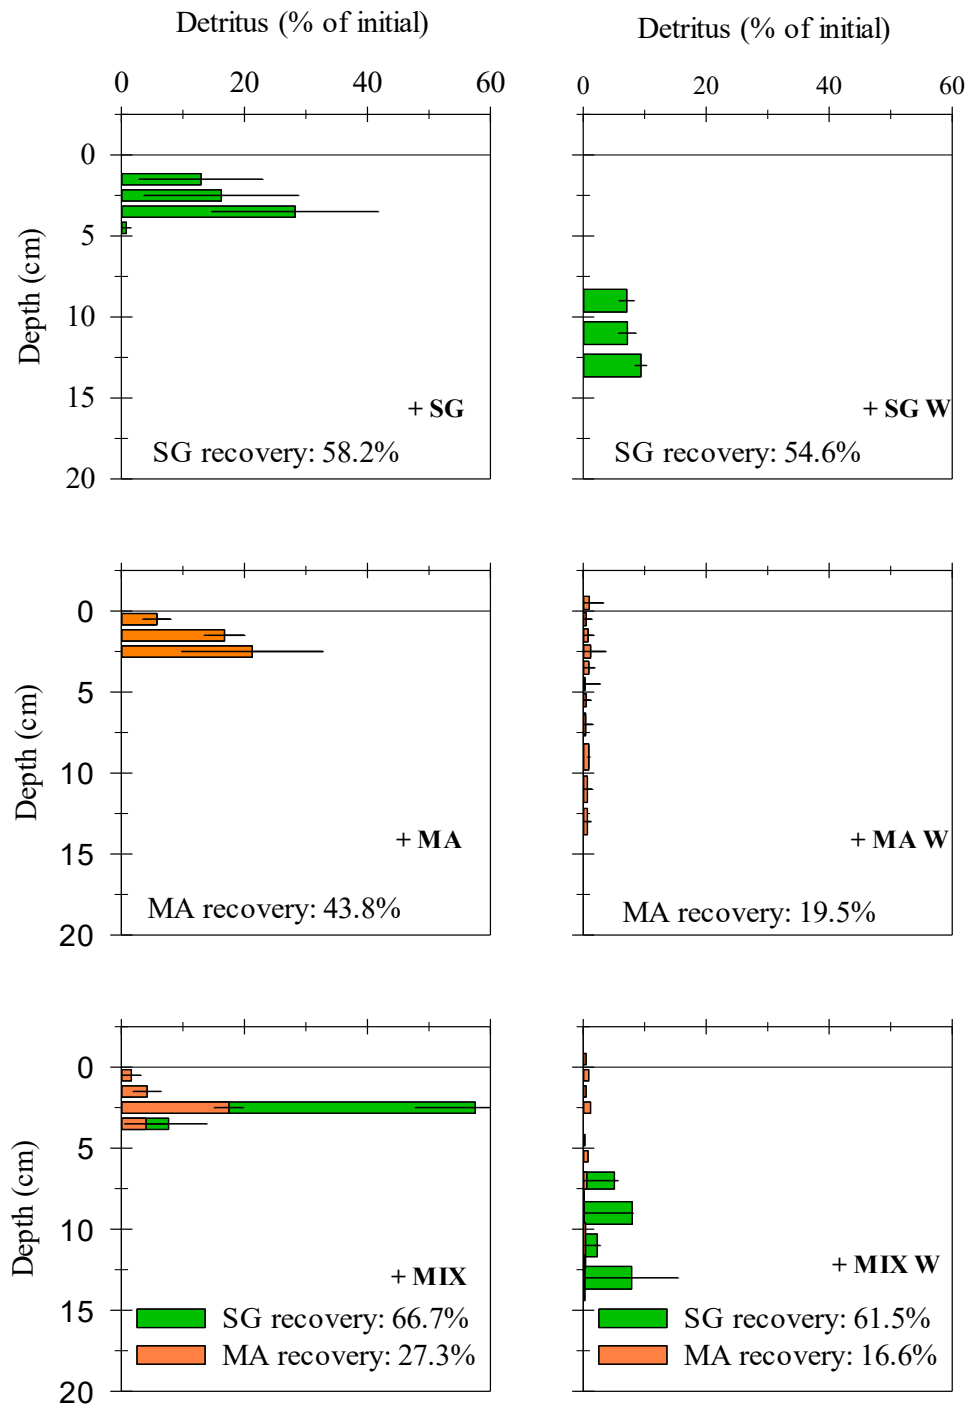 Detritus (% of initial)
0 20 40 60
Depth (cm)
0
5
10
15
20
+ SG
SG recovery: 58.2%
Detritus (% of initial)
0 20 40 60
+ SG W
SG recovery: 54.6%
Depth (cm)
0
5
10
15
20
+ MA
MA recovery: 43.8%
+ MA W
MA recovery: 19.5%
Depth (cm)
0
5
10
15
20
+ MIX
SG recovery: 66.7%
MA recovery: 27.3%
+ MIX W
SG recovery: 61.5%
MA recovery: 16.6%